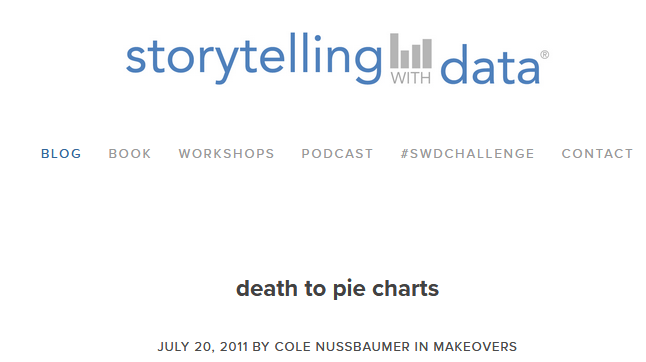 storytelling WITH data®
BLOG BOOK WORKSHOPS PODCAST #SWDCHALLENGE CONTACT
death to pie charts
JULY 20, 2011 BY COLE NUSSBAUMER IN MAKEOVERS